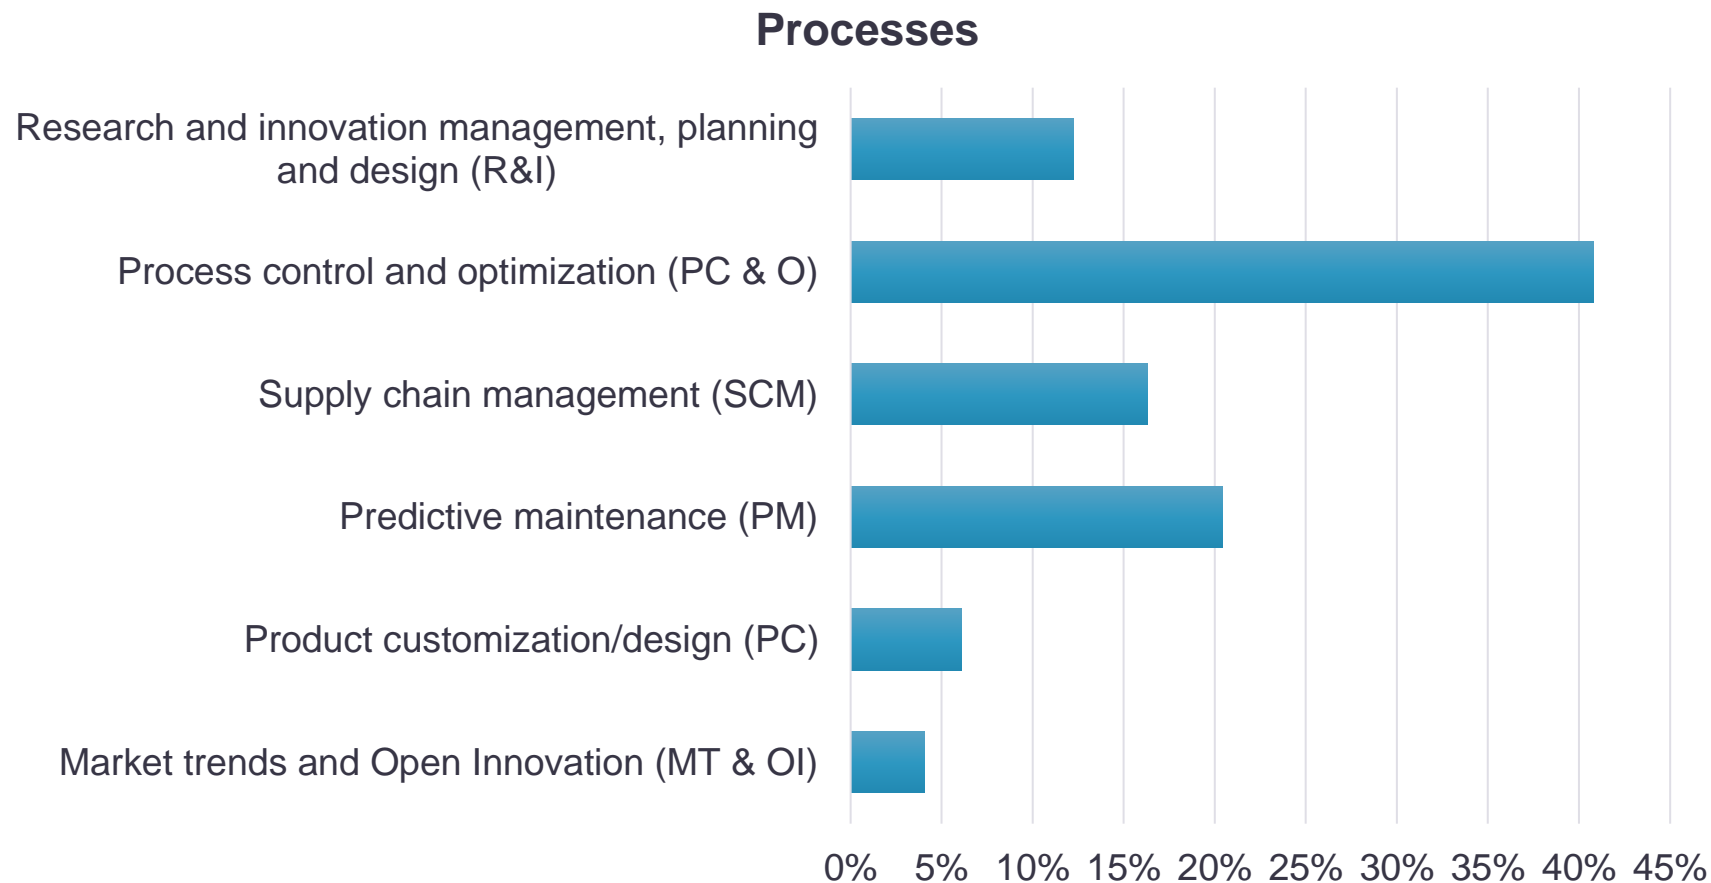 Processes
Research and innovation management, planning
and design (R&I)
Process control and optimization (PC & O)
Supply chain management (SCM)
Predictive maintenance (PM)
Product customization/design (PC)
Market trends and Open Innovation (MT & OI)
0% 5% 10% 15% 20% 25% 30% 35% 40% 45%